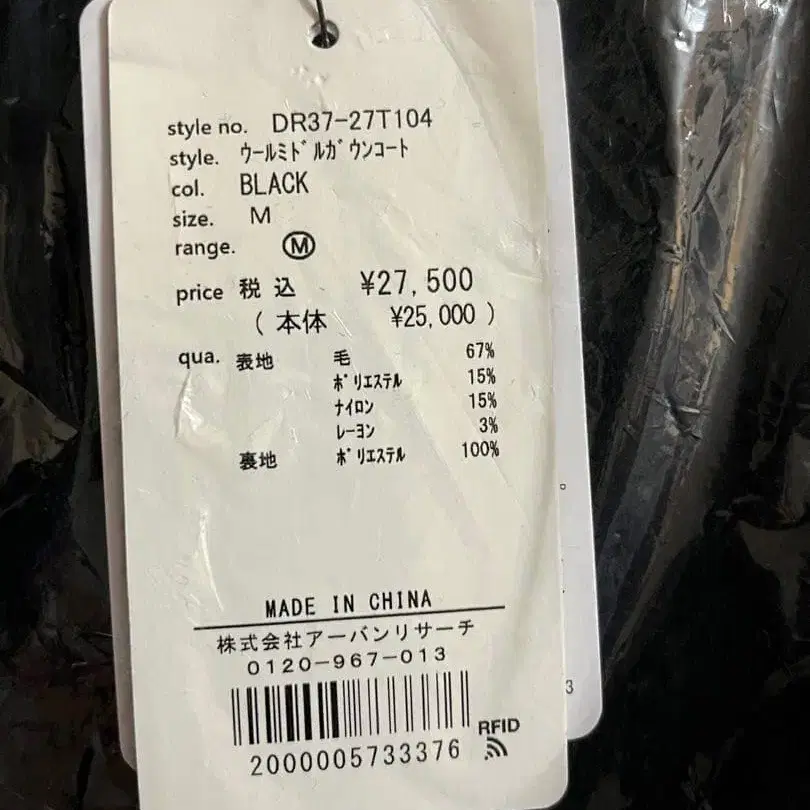 style no. DR37-27T104
style. ｳｰﾙﾐﾄﾞﾙｶﾞｳﾝｺｰﾄ
col. BLACK
size. M
range. Ⓜ
price 税込 ¥27,500
(本体 ¥25,000)
qua. 表地 毛 67%
ﾎﾟﾘｴｽﾃﾙ 15%
ﾅｲﾛﾝ 15%
ﾚｰﾖﾝ 3%
裏地 ﾎﾟﾘｴｽﾃﾙ 100%
MADE IN CHINA
株式会社アーバンリサーチ
0120-967-013
2000005733376
RFID
3